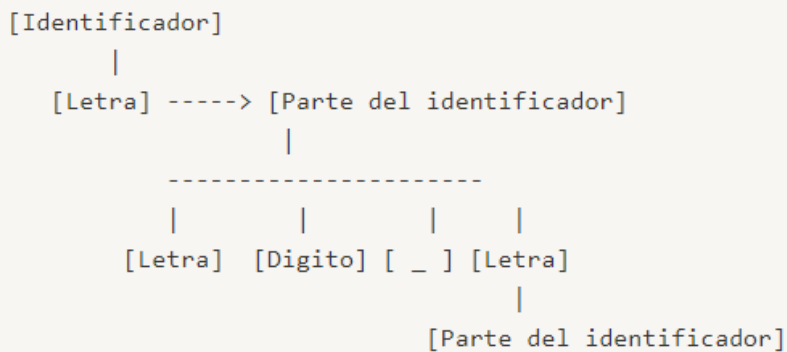 [Identificador]
|
[Letra] -----> [Parte del identificador]
|
----------------------
| | | |
[Letra] [Digito] [ _ ] [Letra]
|
[Parte del identificador]